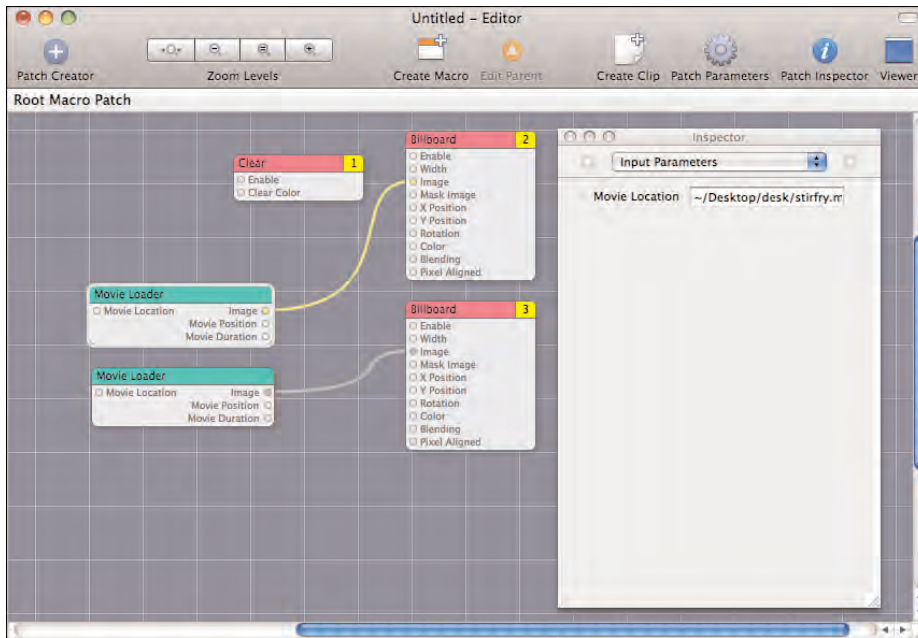 Untitled – Editor
Patch Creator
Zoom Levels
Create Macro
Edit Parent
Create Clip
Patch Parameters
Patch Inspector
Viewer
Root Macro Patch
Clear 1
Enable
Clear Color
Billboard 2
Enable
Width
Image
Mask Image
X Position
Y Position
Rotation
Color
Blending
Pixel Aligned
Movie Loader
Movie Location Image
Movie Position
Movie Duration
Billboard 3
Enable
Width
Image
Mask Image
X Position
Y Position
Rotation
Color
Blending
Pixel Aligned
Movie Loader
Movie Location Image
Movie Position
Movie Duration
Inspector
Input Parameters
Movie Location ~/Desktop/desk/stirfry.m